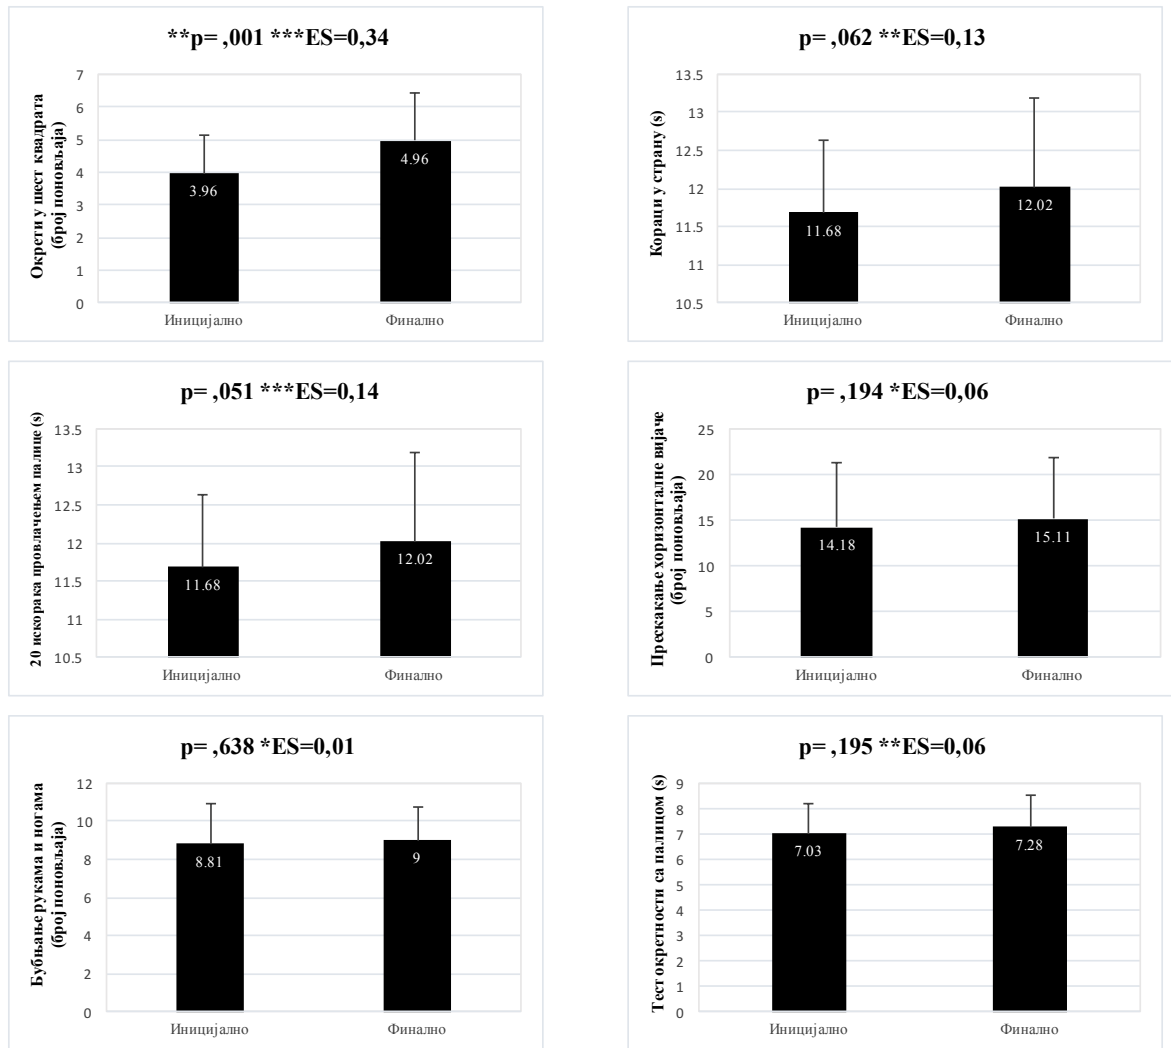 **p= ,001 ***ES=0,34
Окрети у шест квадрата
(број поновљаја)
7
6
5
4
3
2
1
0
3.96
4.96
Иницијално
Финално
p= ,062 **ES=0,13
Кораци у страну (s)
13.5
13
12.5
12
11.5
11
10.5
11.68
12.02
Иницијално
Финално
p= ,051 ***ES=0,14
20 искорака провлачењем палице (s)
13.5
13
12.5
12
11.5
11
10.5
11.68
12.02
Иницијално
Финално
p= ,194 *ES=0,06
Прескакање хоризонталне вијаче
(број поновљаја)
25
20
15
10
5
0
14.18
15.11
Иницијално
Финално
p= ,638 *ES=0,01
Бубњање рукама и ногама
(број поновљаја)
12
10
8
6
4
2
0
8.81
9
Иницијално
Финално
p= ,195 **ES=0,06
Тест окретности са палицом (s)
9
8
7
6
5
4
3
2
1
0
7.03
7.28
Иницијално
Финално